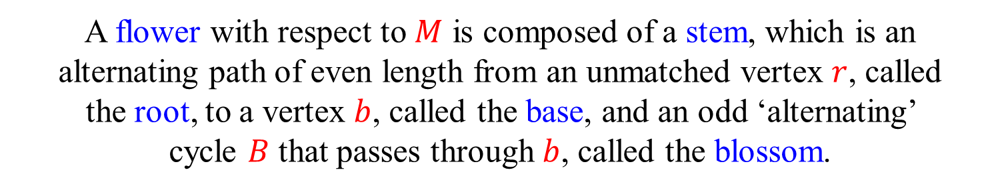 A flower with respect to M is composed of a stem, which is an
alternating path of even length from an unmatched vertex r, called
the root, to a vertex b, called the base, and an odd ‘alternating’
cycle B that passes through b, called the blossom.